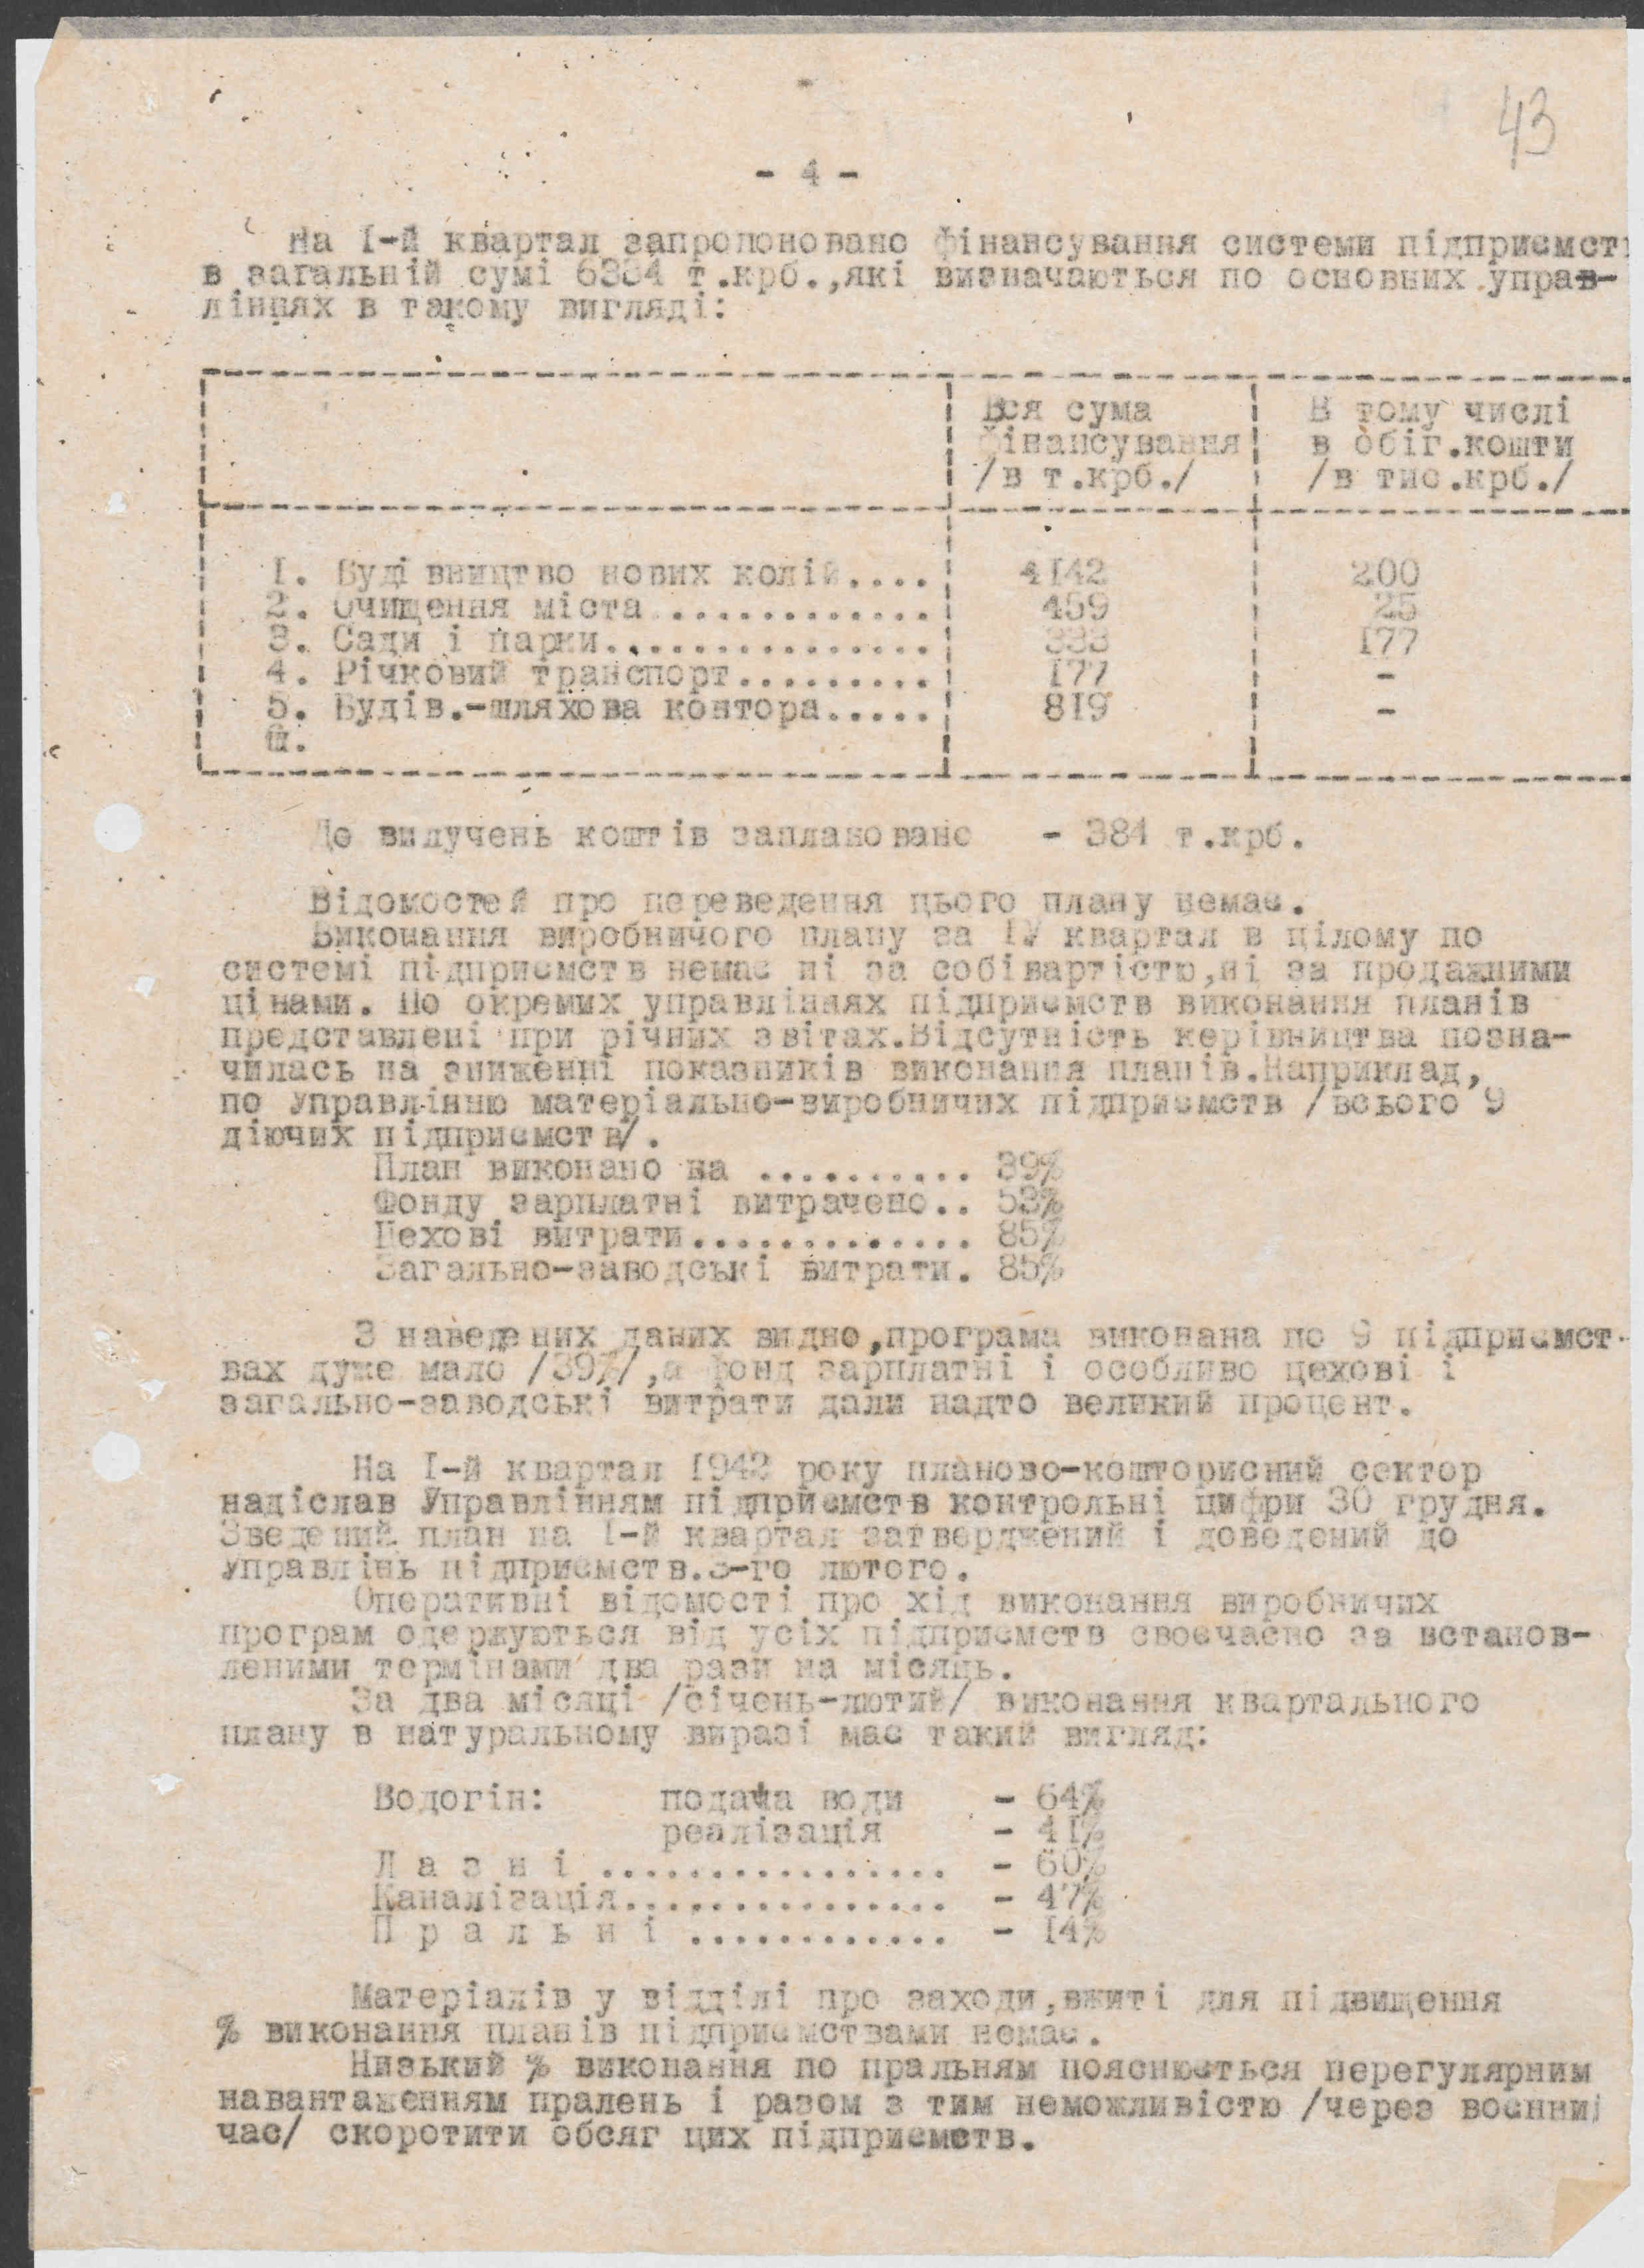 43
- 4 -
На I-й квартал запропоновано фінансування системи підприємст
в загальній сумі 6334 т.крб.,які визначаються по основних управ-
ліннях в такому вигляді:
Вся сума
фінансування
/в т.крб./
В тому числі
в обіг.кошти
/в тис.крб./
1. Будівництво нових колій.... 4142 200
2. Очищення міста............. 459 25
3. Сади і парки............... 333 177
4. Річковий транспорт......... 177 -
5. Будів.-шляхова контора..... 819 -
До вилучень коштів заплановано - 384 т.крб.
Відомостей про переведення цього плану немає.
Виконання виробничого плану за IV квартал в цілому по
системі підприємств немає ні за собівартістю,ні за продажними
цінами. По окремих управліннях підприємств виконання планів
представлені при річних звітах.Відсутність керівництва позна-
чилась на зниженні показників виконання планів.Наприклад,
по Управлінню матеріально-виробничих підприємств /всього 9
діючих підприємств/.
План виконано на .......... 39%
Фонду зарплатні витрачено.. 53%
Цехові витрати............. 85%
Загально-заводські витрати. 85%
З наведених даних видно,програма виконана по 9 підприємст-
вах дуже мало /39%/,а фонд зарплатні і особливо цехові і
загально-заводські витрати дали надто великий процент.
На I-й квартал 1942 року планово-кошторисний сектор
надіслав Управлінням підприємств контрольні цифри 30 грудня.
Зведений план на I-й квартал затверджений і доведений до
Управлінь підприємств.3-го лютого.
Оперативні відомості про хід виконання виробничих
програм одержуються від усіх підприємств своєчасно за встанов-
леними термінами два рази на місяць.
За два місяці /січень-лютий/ виконання квартального
плану в натуральному виразі має такий вигляд:
Водогін: подача води - 64%
реалізація - 41%
Л а з н і ................ - 60%
Каналізація............... - 47%
П р а л ь н і ............ - 14%
Матеріалів у відділі про заходи,вжиті для підвищення
% виконання планів підприємствами немає.
Низький % виконання по пральням пояснюється нерегулярним
навантаженням пралень і разом з тим неможливістю /через воєнний
час/ скоротити обсяг цих підприємств.